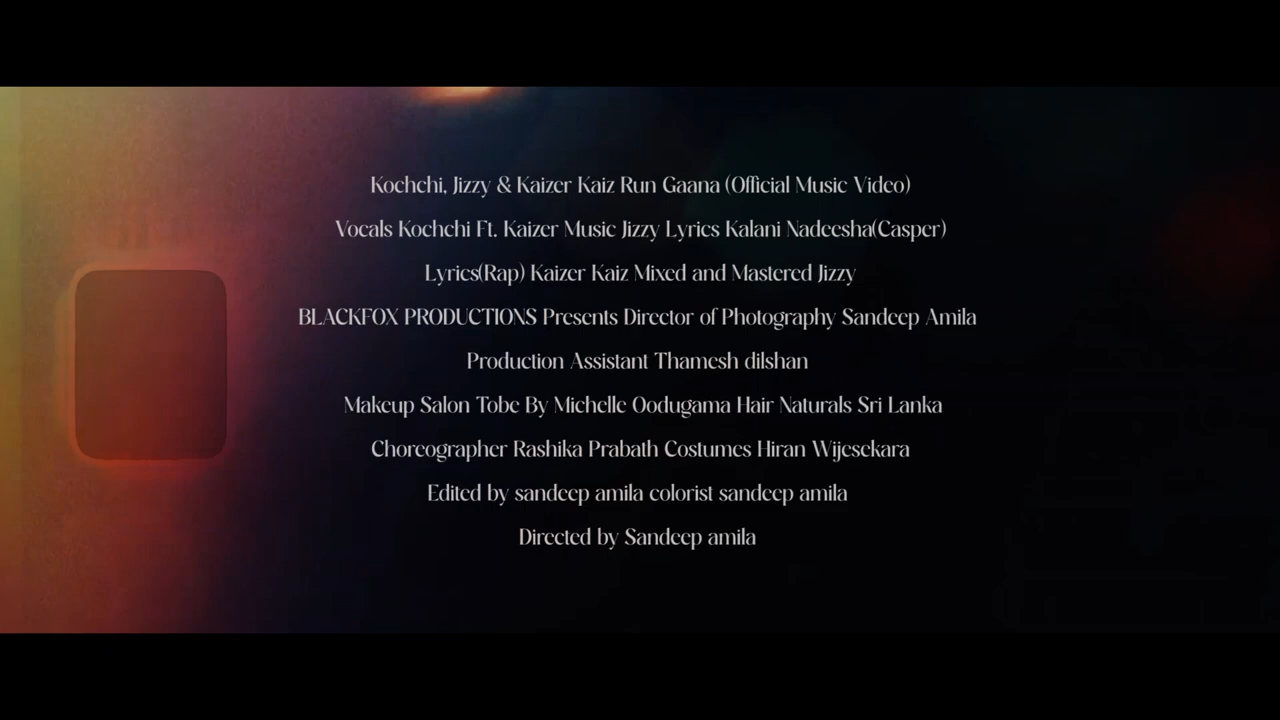 Kochchi, Jizzy & Kaizer Kaiz Run Gaana (Official Music Video)
Vocals Kochchi Ft. Kaizer Music Jizzy Lyrics Kalani Nadeesha(Casper)
Lyrics(Rap) Kaizer Kaiz Mixed and Mastered Jizzy
BLACKFOX PRODUCTIONS Presents Director of Photography Sandeep Amila
Production Assistant Thamesh dilshan
Makeup Salon Tobe By Michelle Oodugama Hair Naturals Sri Lanka
Choreographer Rashika Prabath Costumes Hiran Wijesekara
Edited by sandeep amila colorist sandeep amila
Directed by Sandeep amila